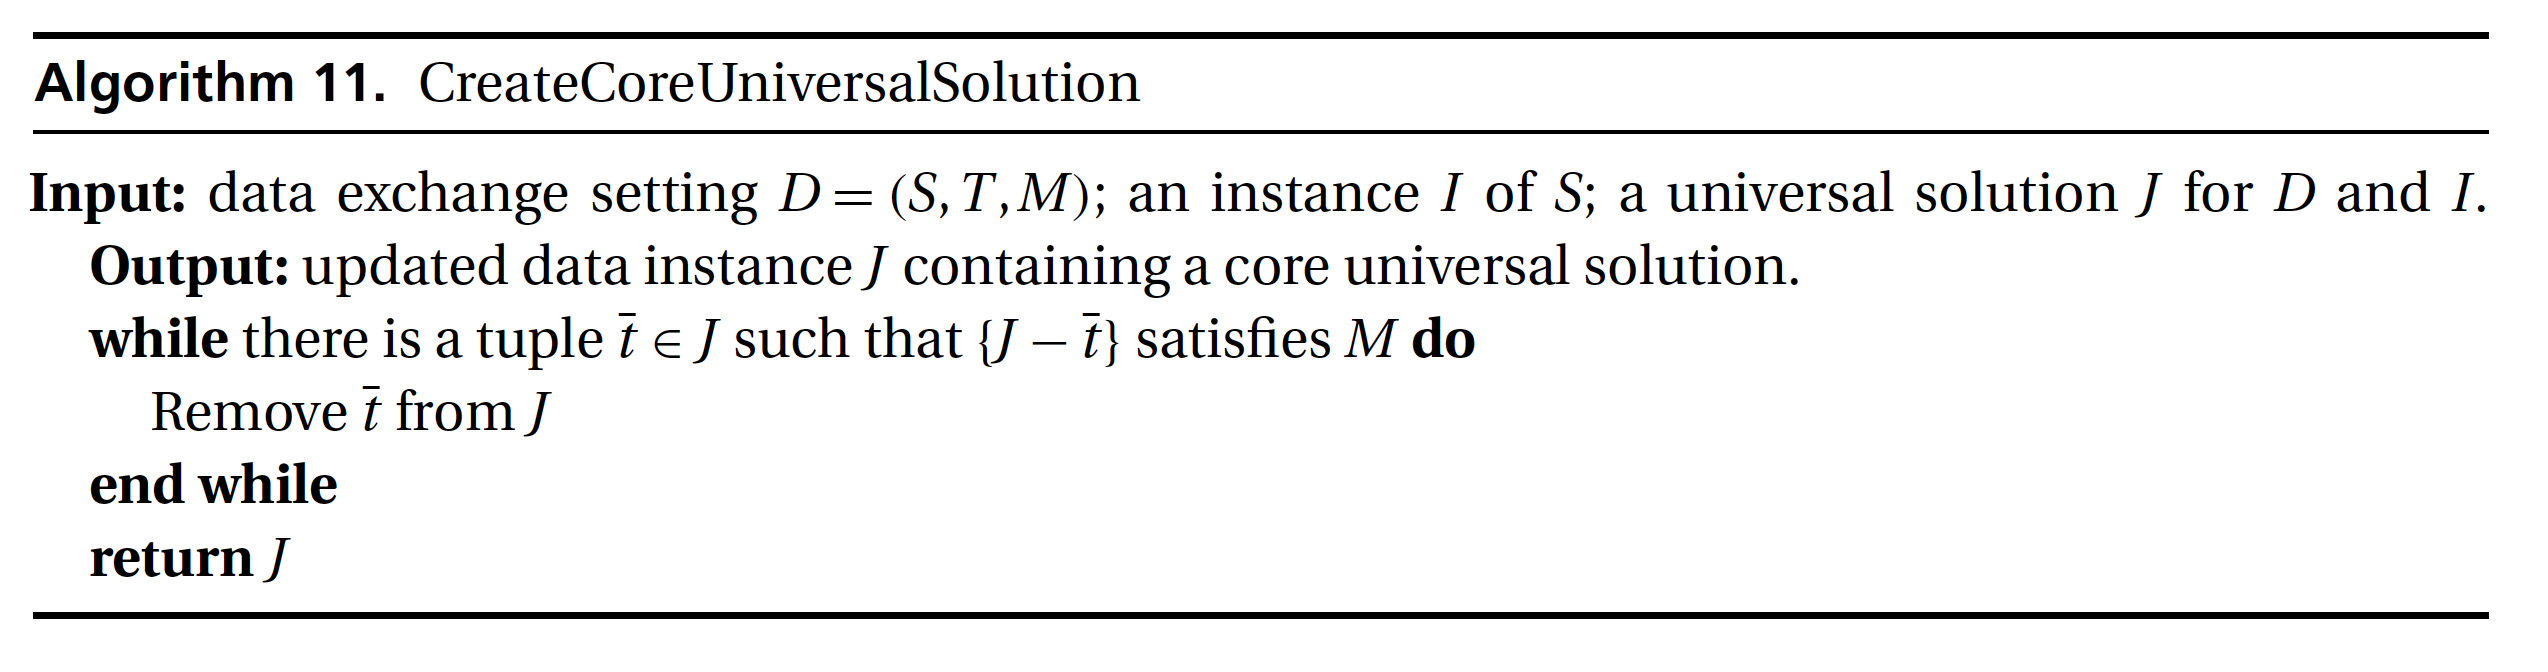 Algorithm 11. CreateCoreUniversalSolution
Input: data exchange setting D = (S, T, M); an instance I of S; a universal solution J for D and I.
Output: updated data instance J containing a core universal solution.
while there is a tuple t̄ ∈ J such that {J − t̄} satisfies M do
Remove t̄ from J
end while
return J